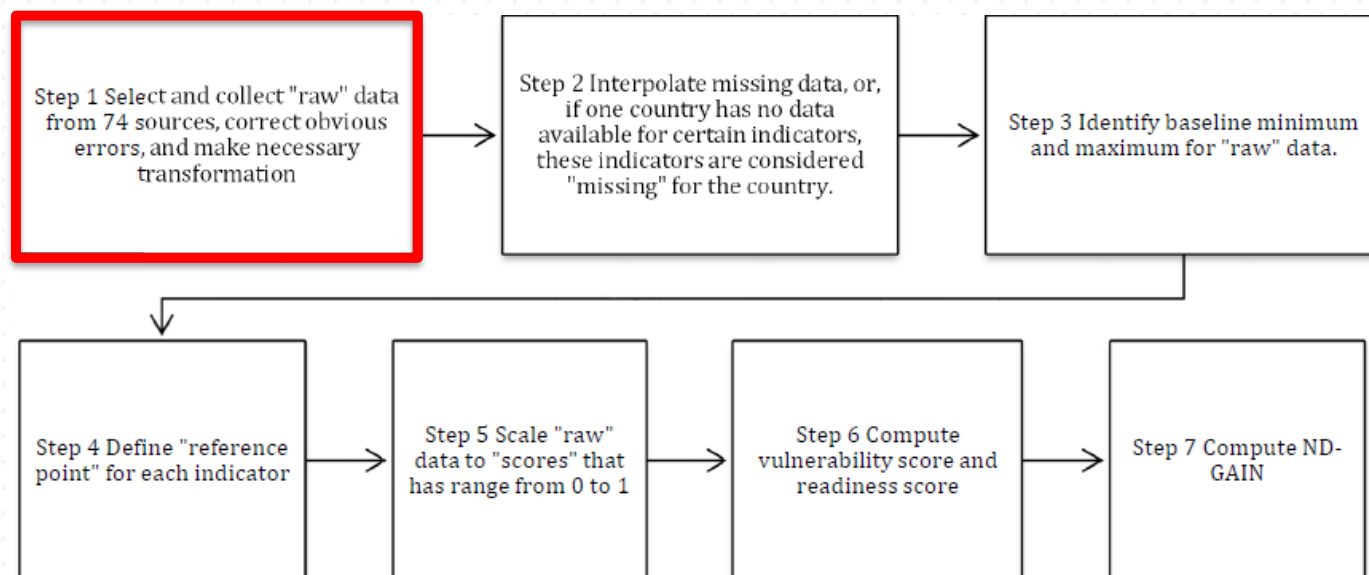 Step 1 Select and collect "raw" data
from 74 sources, correct obvious
errors, and make necessary
transformation
Step 2 Interpolate missing data, or,
if one country has no data
available for certain indicators,
these indicators are considered
"missing" for the country.
Step 3 Identify baseline minimum
and maximum for "raw" data.
Step 4 Define "reference
point" for each indicator
Step 5 Scale "raw"
data to "scores" that
has range from 0 to 1
Step 6 Compute
vulnerability score and
readiness score
Step 7 Compute ND-
GAIN